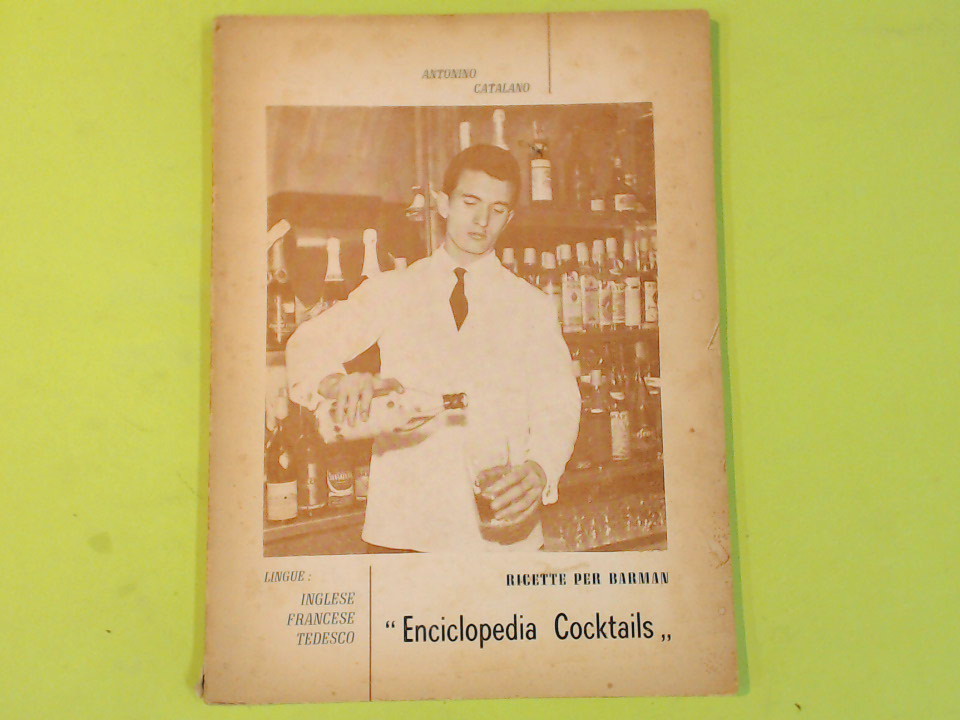 ANTONINO
CATALANO
LINGUE :
INGLESE
FRANCESE
TEDESCO
RICETTE PER BARMAN
“ Enciclopedia Cocktails „